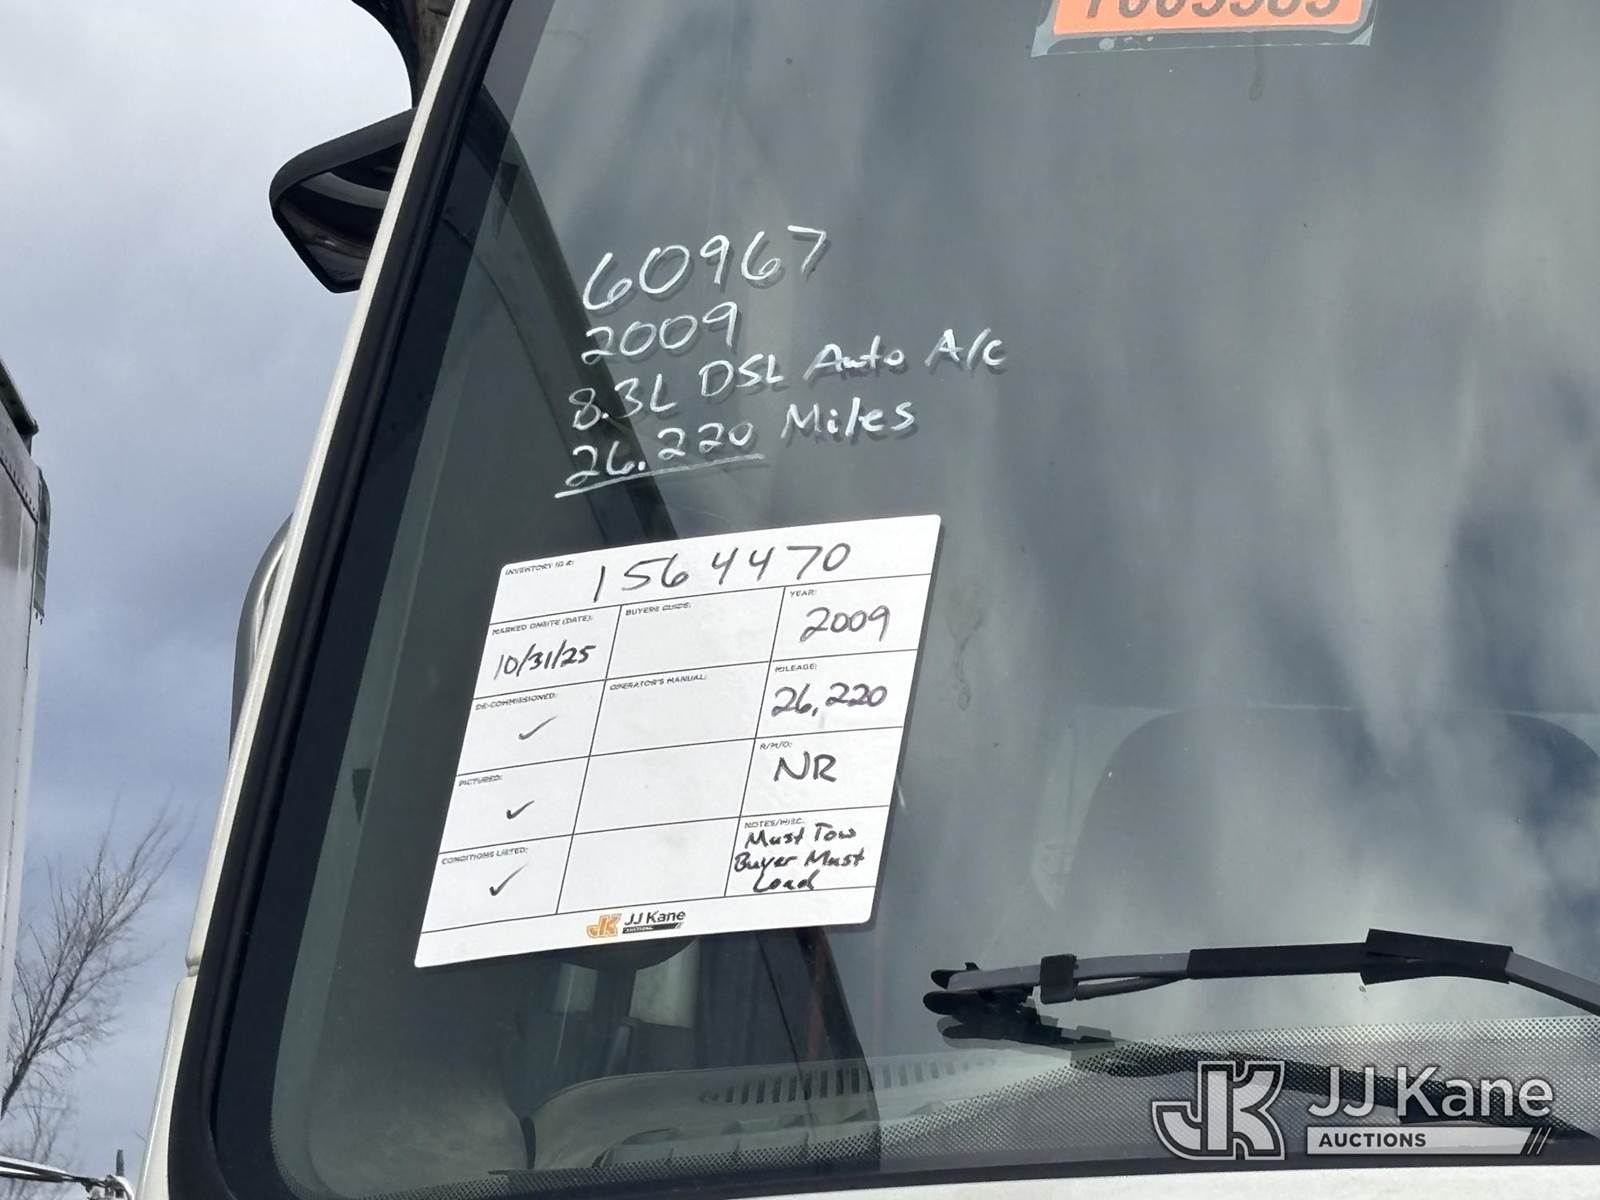 60967
2009
8.3L DSL Auto A/C
26.220 Miles
INVENTORY ID #: 1564470
MARKED ONSITE (DATE): 10/31/25
BUYERS GUIDE:
YEAR: 2009
DE-COMMISSIONED: ✓
OPERATOR'S MANUAL:
MILEAGE: 26,220
PICTURED: ✓
R/M/O: NR
CONDITIONS LISTED: ✓
NOTES/MISC. Must Tow
Buyer Must
Load
JJ Kane
AUCTIONS
JJ Kane
AUCTIONS